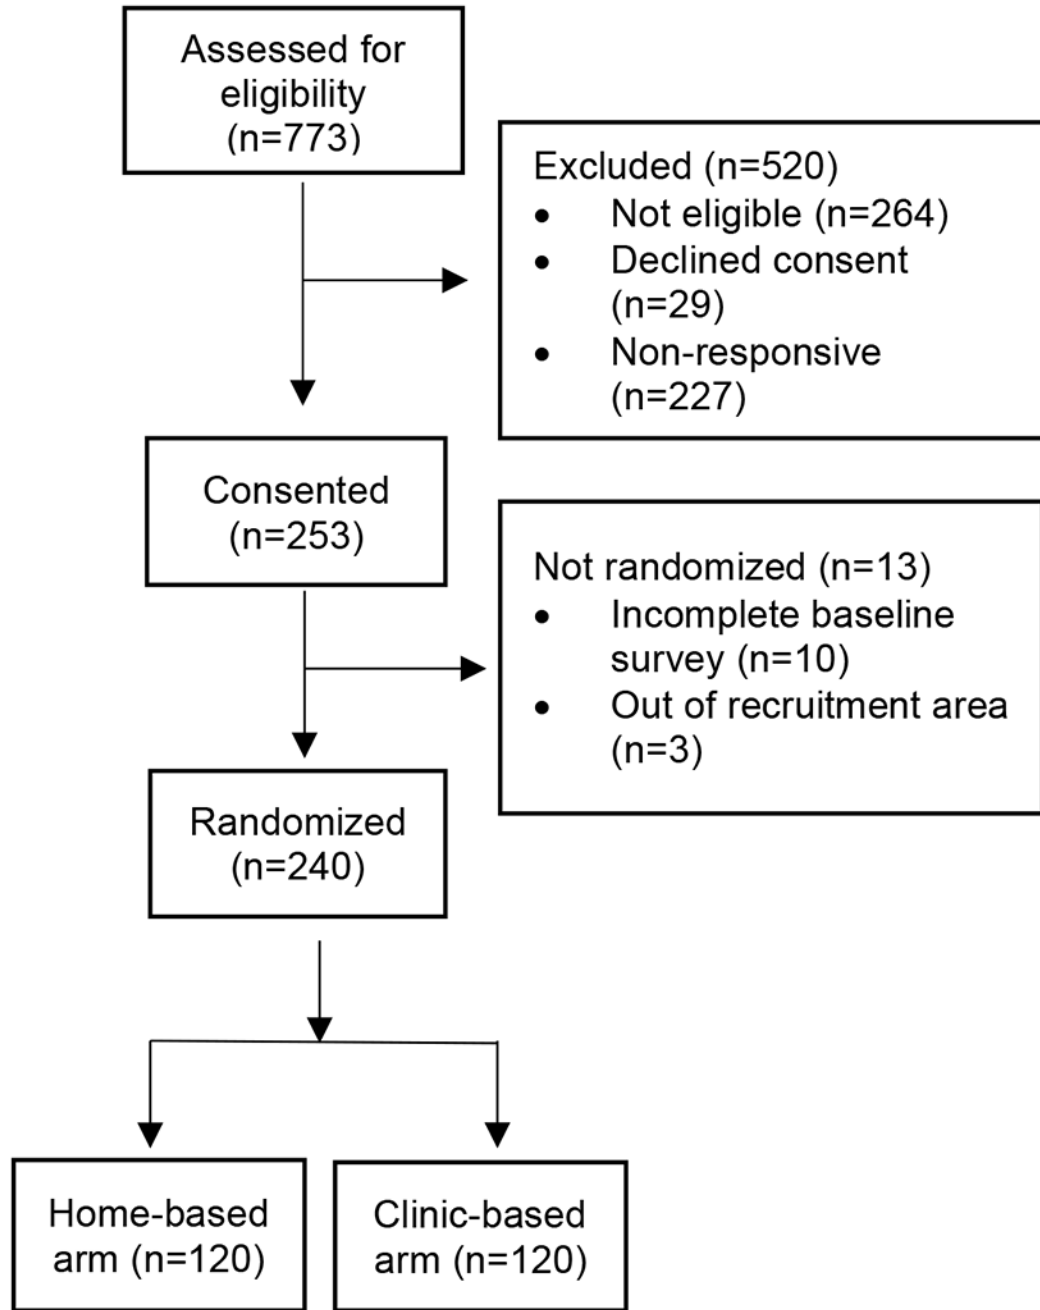 Assessed for
eligibility
(n=773)
Excluded (n=520)
• Not eligible (n=264)
• Declined consent
(n=29)
• Non-responsive
(n=227)
Consented
(n=253)
Not randomized (n=13)
• Incomplete baseline
survey (n=10)
• Out of recruitment area
(n=3)
Randomized
(n=240)
Home-based
arm (n=120)
Clinic-based
arm (n=120)